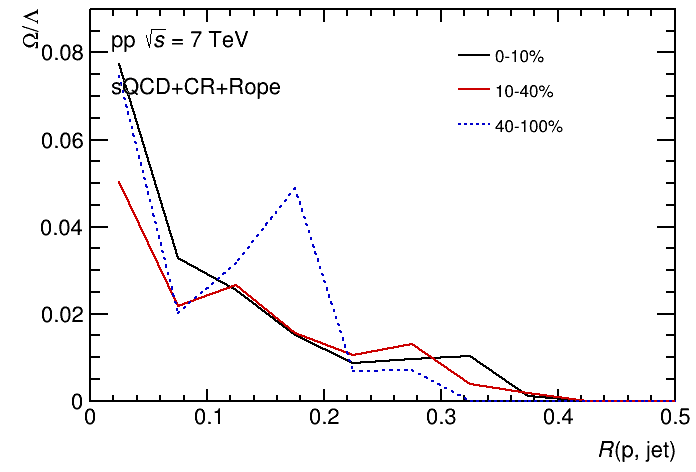 Ω/Λ
pp √s = 7 TeV
sQCD+CR+Rope
0-10%
10-40%
40-100%
0.08
0.06
0.04
0.02
0
0 0.1 0.2 0.3 0.4 0.5
R(p, jet)